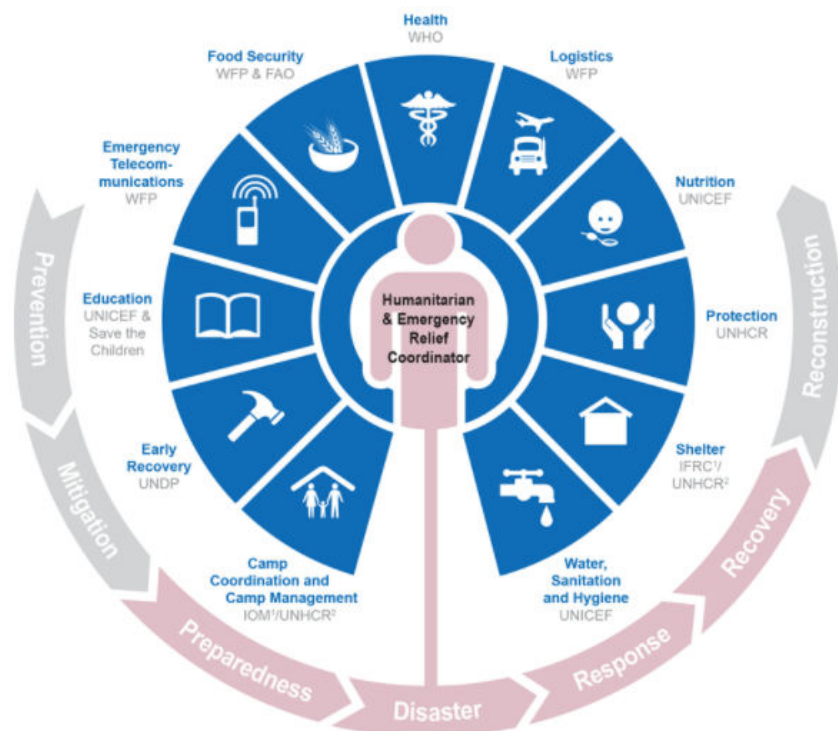 Health
WHO
Food Security
WFP & FAO
Logistics
WFP
Emergency
Telecom-
munications
WFP
Nutrition
UNICEF
Education
UNICEF &
Save the
Children
Humanitarian
& Emergency
Relief
Coordinator
Protection
UNHCR
Early
Recovery
UNDP
Shelter
IFRC¹/
UNHCR²
Camp
Coordination and
Camp Management
IOM¹/UNHCR²
Water,
Sanitation
and Hygiene
UNICEF
Prevention
Mitigation
Preparedness
Disaster
Response
Recovery
Reconstruction